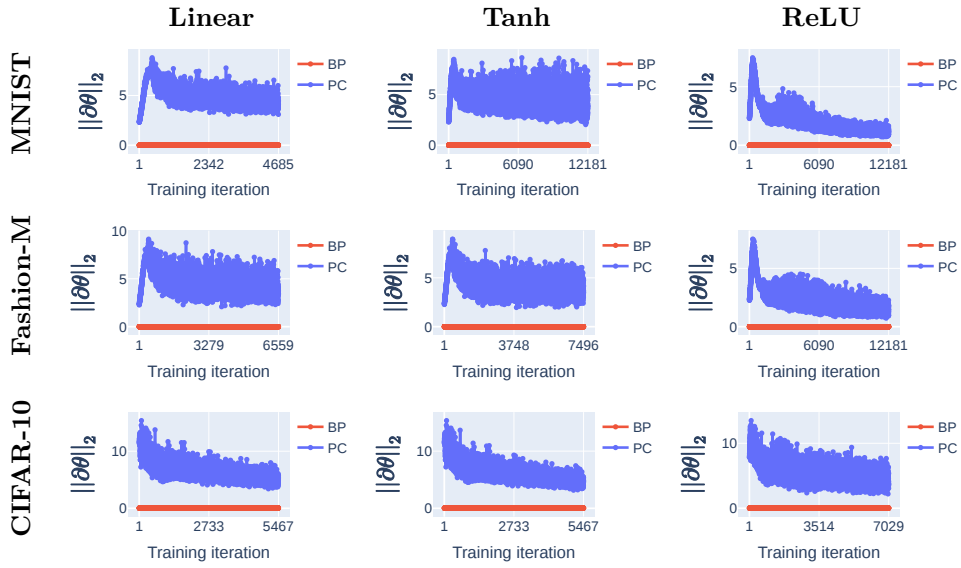 Linear Tanh ReLU
MNIST
||∂θ||₂
5
0
1 2342 4685
Training iteration
BP
PC
||∂θ||₂
5
0
1 6090 12181
Training iteration
BP
PC
||∂θ||₂
5
0
1 6090 12181
Training iteration
BP
PC
Fashion-M
||∂θ||₂
10
5
0
1 3279 6559
Training iteration
BP
PC
||∂θ||₂
5
0
1 3748 7496
Training iteration
BP
PC
||∂θ||₂
5
0
1 6090 12181
Training iteration
BP
PC
CIFAR-10
||∂θ||₂
10
0
1 2733 5467
Training iteration
BP
PC
||∂θ||₂
10
0
1 2733 5467
Training iteration
BP
PC
||∂θ||₂
10
0
1 3514 7029
Training iteration
BP
PC